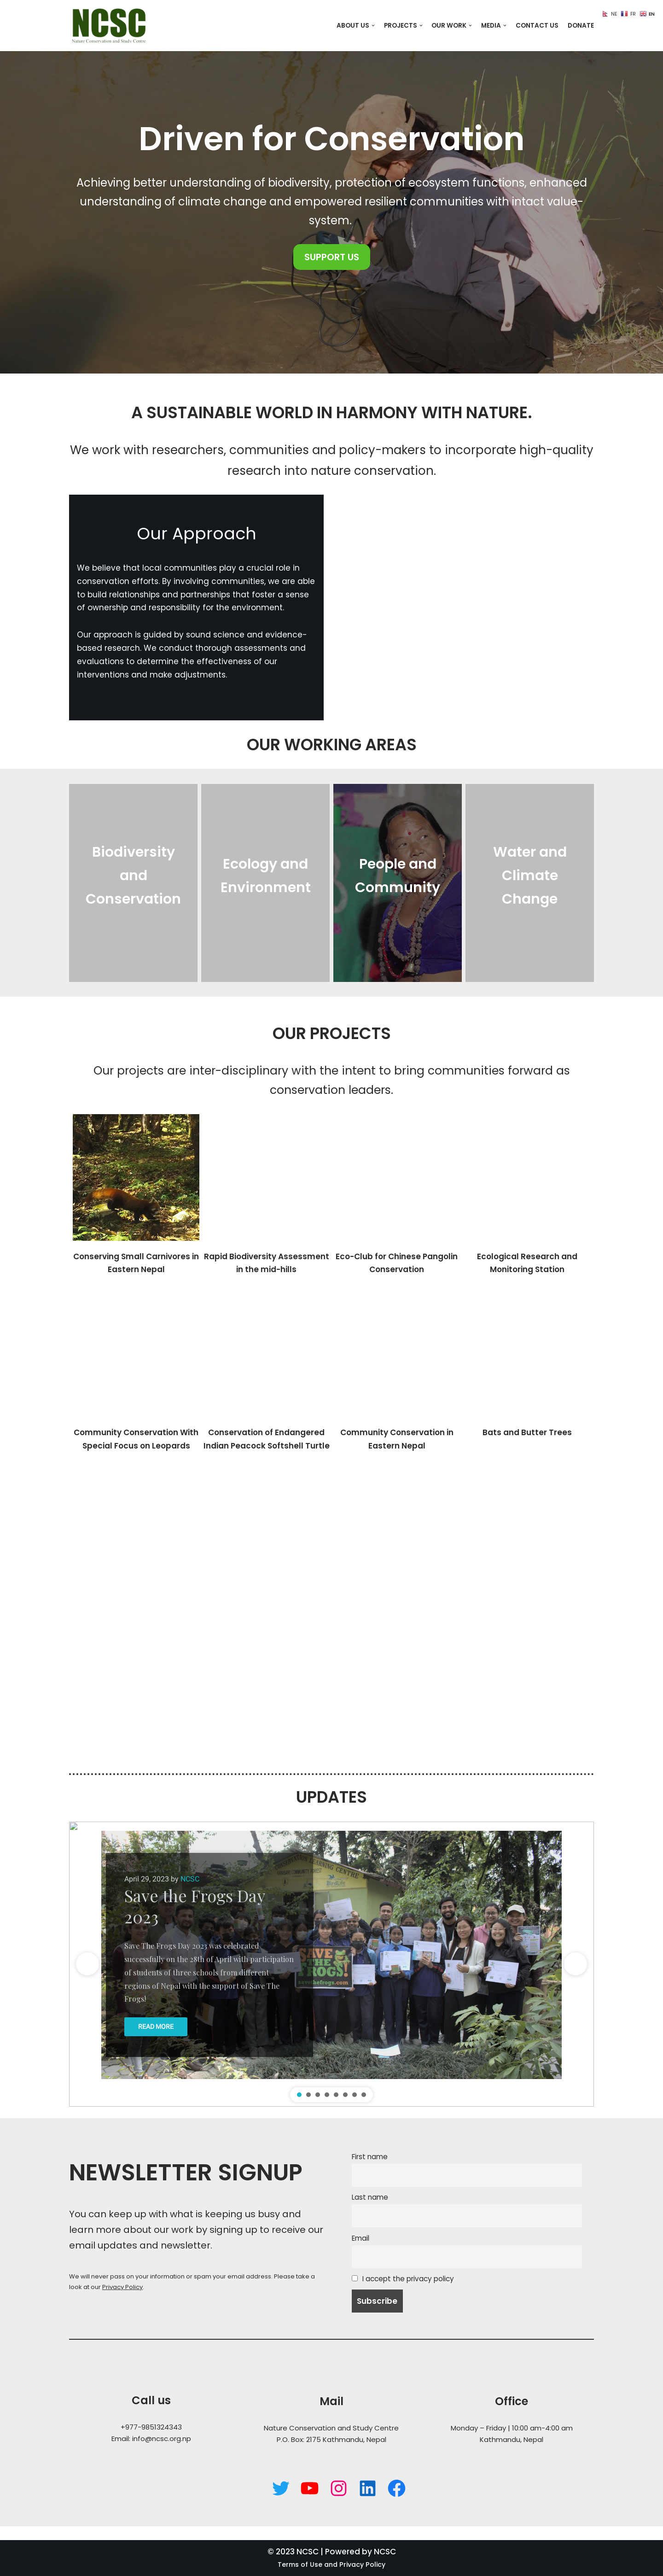 NCSC
Nature Conservation and Study Centre
ABOUT US
PROJECTS
OUR WORK
MEDIA
CONTACT US
DONATE
NE
FR
EN
Driven for Conservation
Achieving better understanding of biodiversity, protection of ecosystem functions, enhanced
understanding of climate change and empowered resilient communities with intact value-
system.
SUPPORT US
A SUSTAINABLE WORLD IN HARMONY WITH NATURE.
We work with researchers, communities and policy-makers to incorporate high-quality
research into nature conservation.
Our Approach
We believe that local communities play a crucial role in
conservation efforts. By involving communities, we are able
to build relationships and partnerships that foster a sense
of ownership and responsibility for the environment.
Our approach is guided by sound science and evidence-
based research. We conduct thorough assessments and
evaluations to determine the effectiveness of our
interventions and make adjustments.
OUR WORKING AREAS
Biodiversity
and
Conservation
Ecology and
Environment
People and
Community
Water and
Climate
Change
OUR PROJECTS
Our projects are inter-disciplinary with the intent to bring communities forward as
conservation leaders.
Conserving Small Carnivores in
Eastern Nepal
Rapid Biodiversity Assessment
in the mid-hills
Eco-Club for Chinese Pangolin
Conservation
Ecological Research and
Monitoring Station
Community Conservation With
Special Focus on Leopards
Conservation of Endangered
Indian Peacock Softshell Turtle
Community Conservation in
Eastern Nepal
Bats and Butter Trees
UPDATES
April 29, 2023 by NCSC
Save the Frogs Day
2023
Save The Frogs Day 2023 was celebrated
successfully on the 28th of April with participation
of students of three schools from different
regions of Nepal with the support of Save The
Frogs!
READ MORE
SAVE THE
FROGS!
savethefrogs.com
NEWSLETTER SIGNUP
You can keep up with what we is keeping us busy and
learn more about our work by signing up to receive our
email updates and newsletter.
We will never pass on your information or spam your email address. Please take a
look at our Privacy Policy.
First name
Last name
Email
I accept the privacy policy
Subscribe
Call us
+977-9851324343
Email: info@ncsc.org.np
Mail
Nature Conservation and Study Centre
P.O. Box: 2175 Kathmandu, Nepal
Office
Monday – Friday | 10:00 am-4:00 am
Kathmandu, Nepal
© 2023 NCSC | Powered by NCSC
Terms of Use and Privacy Policy